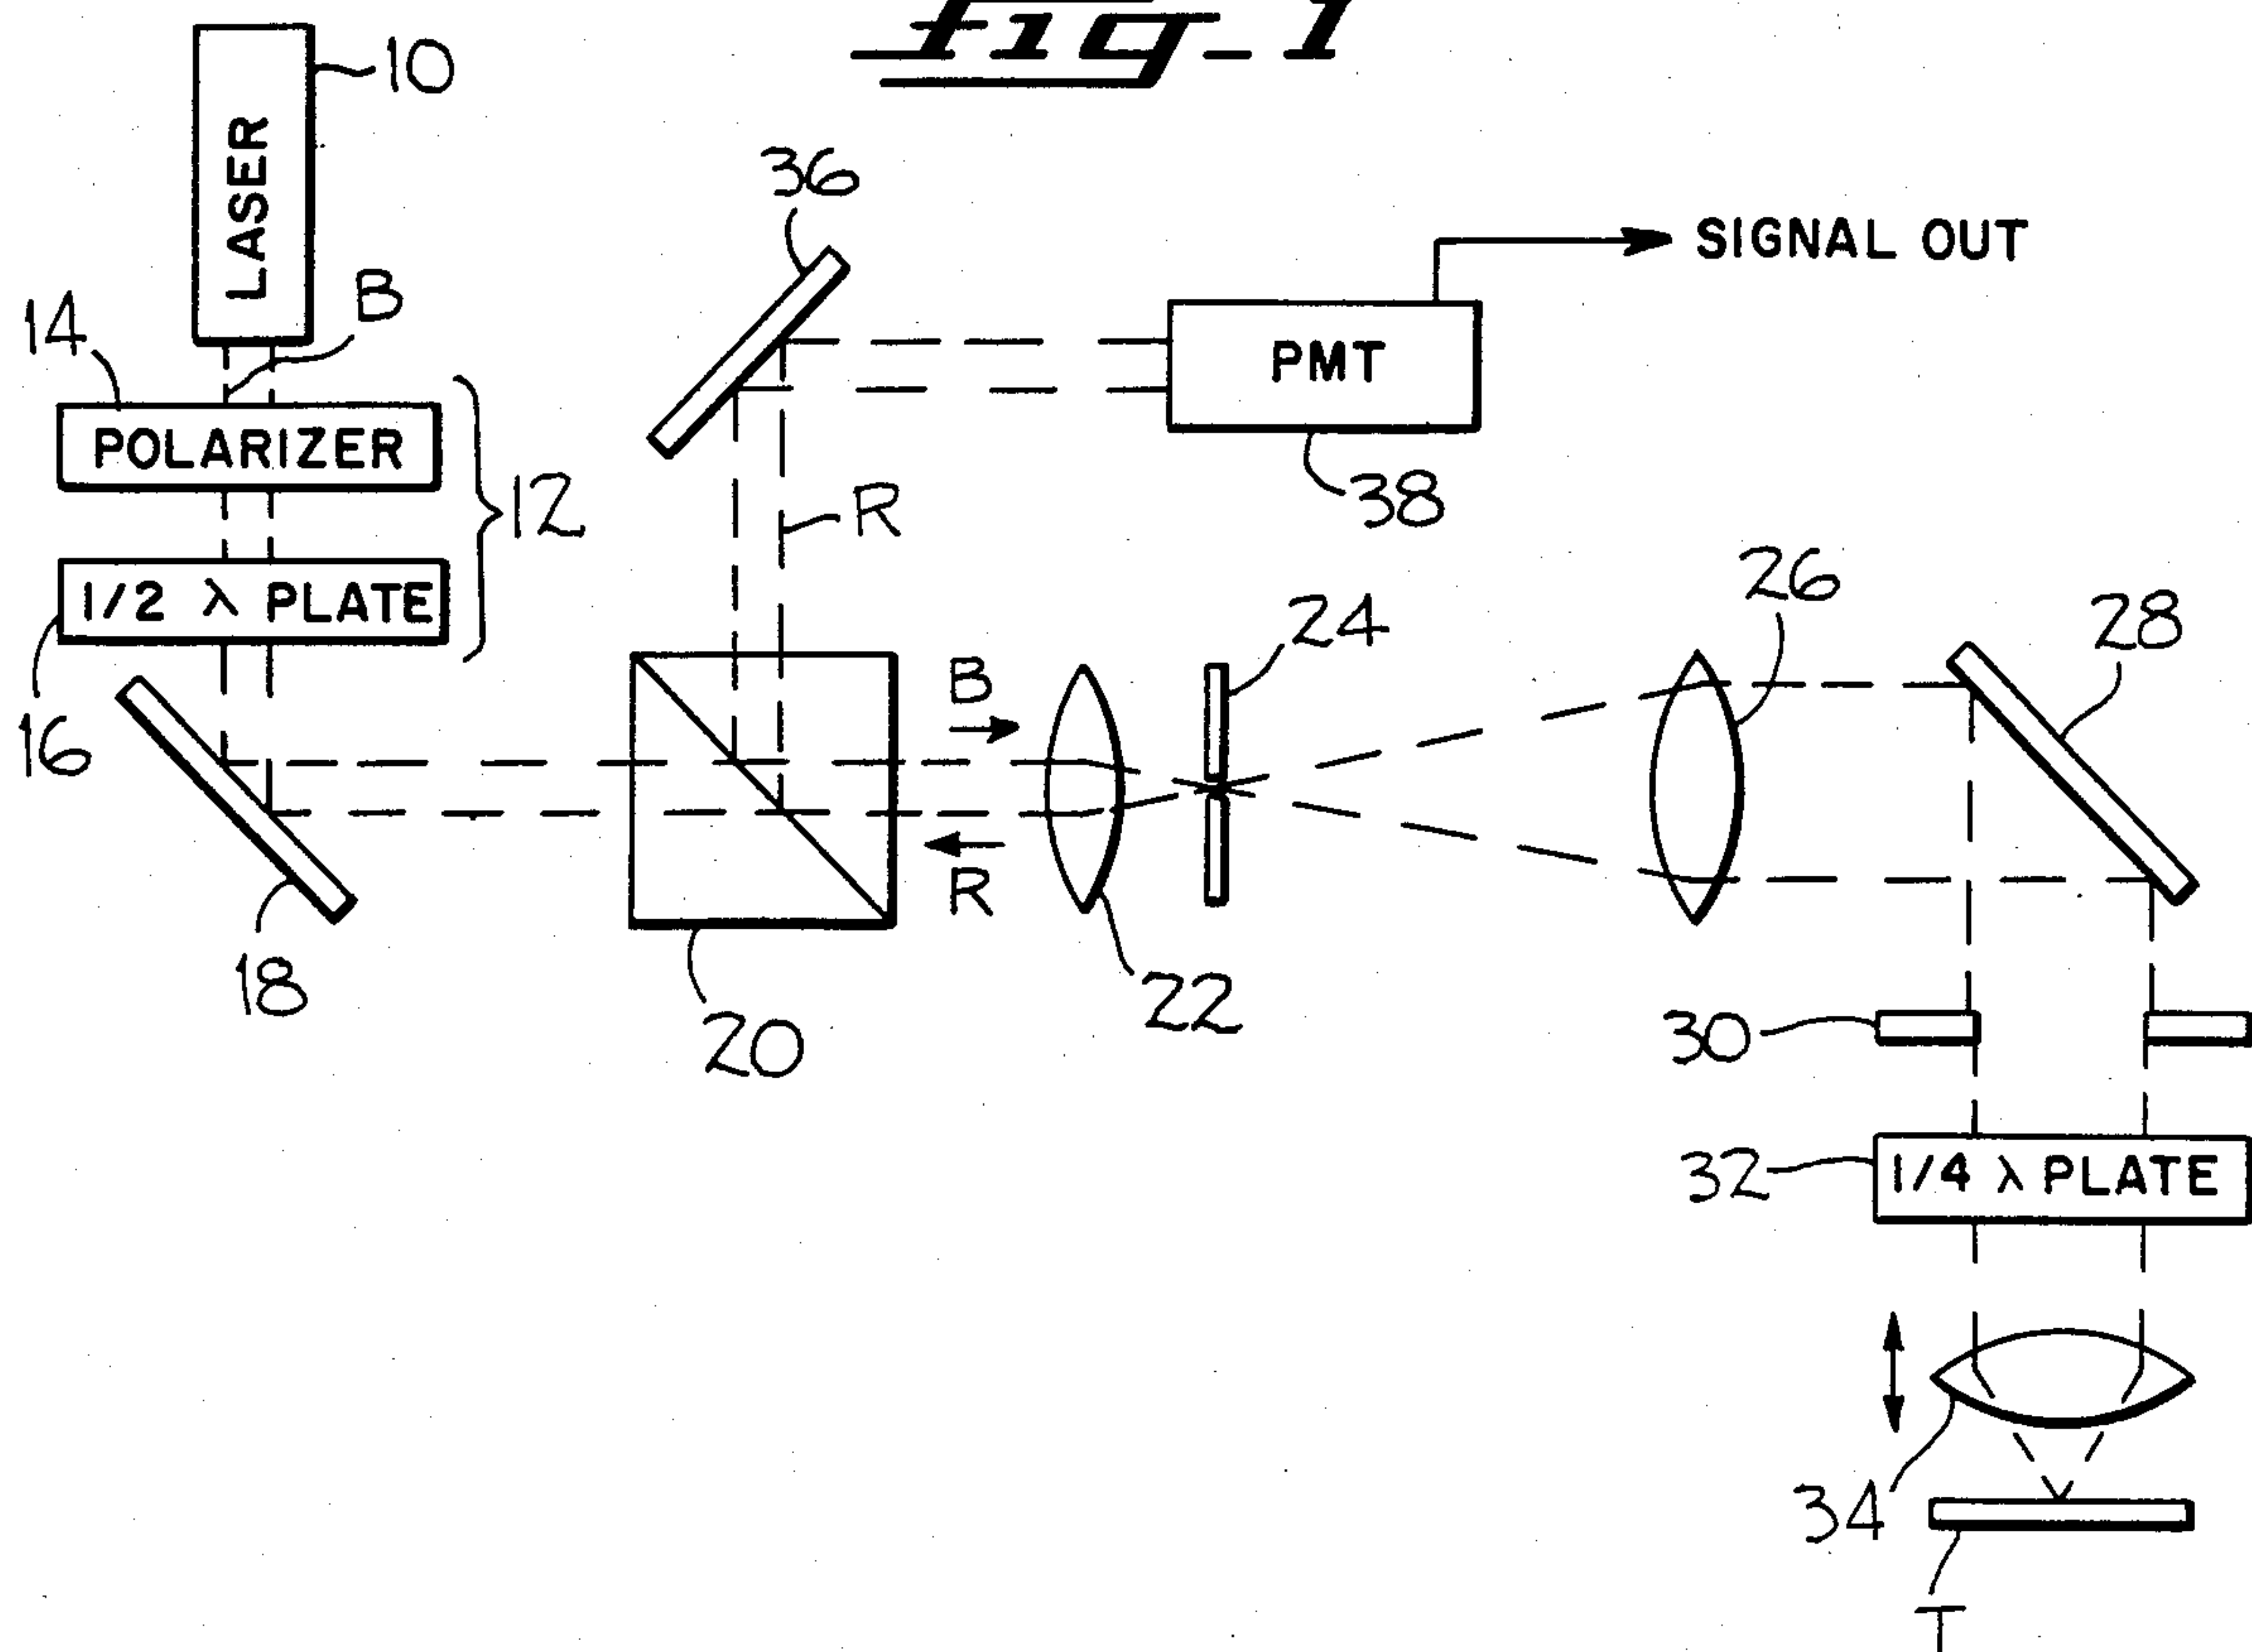 fig-1
10
LASER
36
SIGNAL OUT
B
14
PMT
POLARIZER
12
R
38
1/2 λ PLATE
26
24
28
B
16
R
18
22
20
30
32
1/4 λ PLATE
34
T